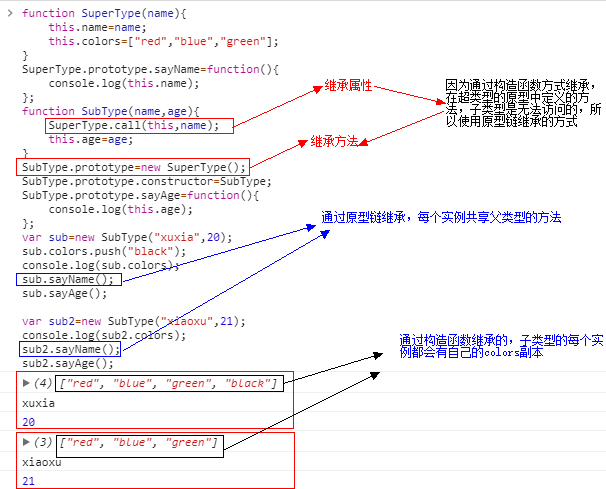 function SuperType(name){
this.name=name;
this.colors=["red","blue","green"];
}
SuperType.prototype.sayName=function(){
console.log(this.name);
};
function SubType(name,age){
SuperType.call(this,name);
this.age=age;
}
SubType.prototype=new SuperType();
SubType.prototype.constructor=SubType;
SubType.prototype.sayAge=function(){
console.log(this.age);
};
var sub=new SubType("xuxia",20);
sub.colors.push("black");
console.log(sub.colors);
sub.sayName();
sub.sayAge();
var sub2=new SubType("xiaoxu",21);
console.log(sub2.colors);
sub2.sayName();
sub2.sayAge();
(4) ["red", "blue", "green", "black"]
xuxia
20
(3) ["red", "blue", "green"]
xiaoxu
21
继承属性
继承方法
因为通过构造函数方式继承,
在超类型的原型中定义的方
法,子类型是无法访问的,所
以使用原型链继承的方式
通过原型链继承,每个实例共享父类型的方法
通过构造函数继承的,子类型的每个实
例都会有自己的colors副本